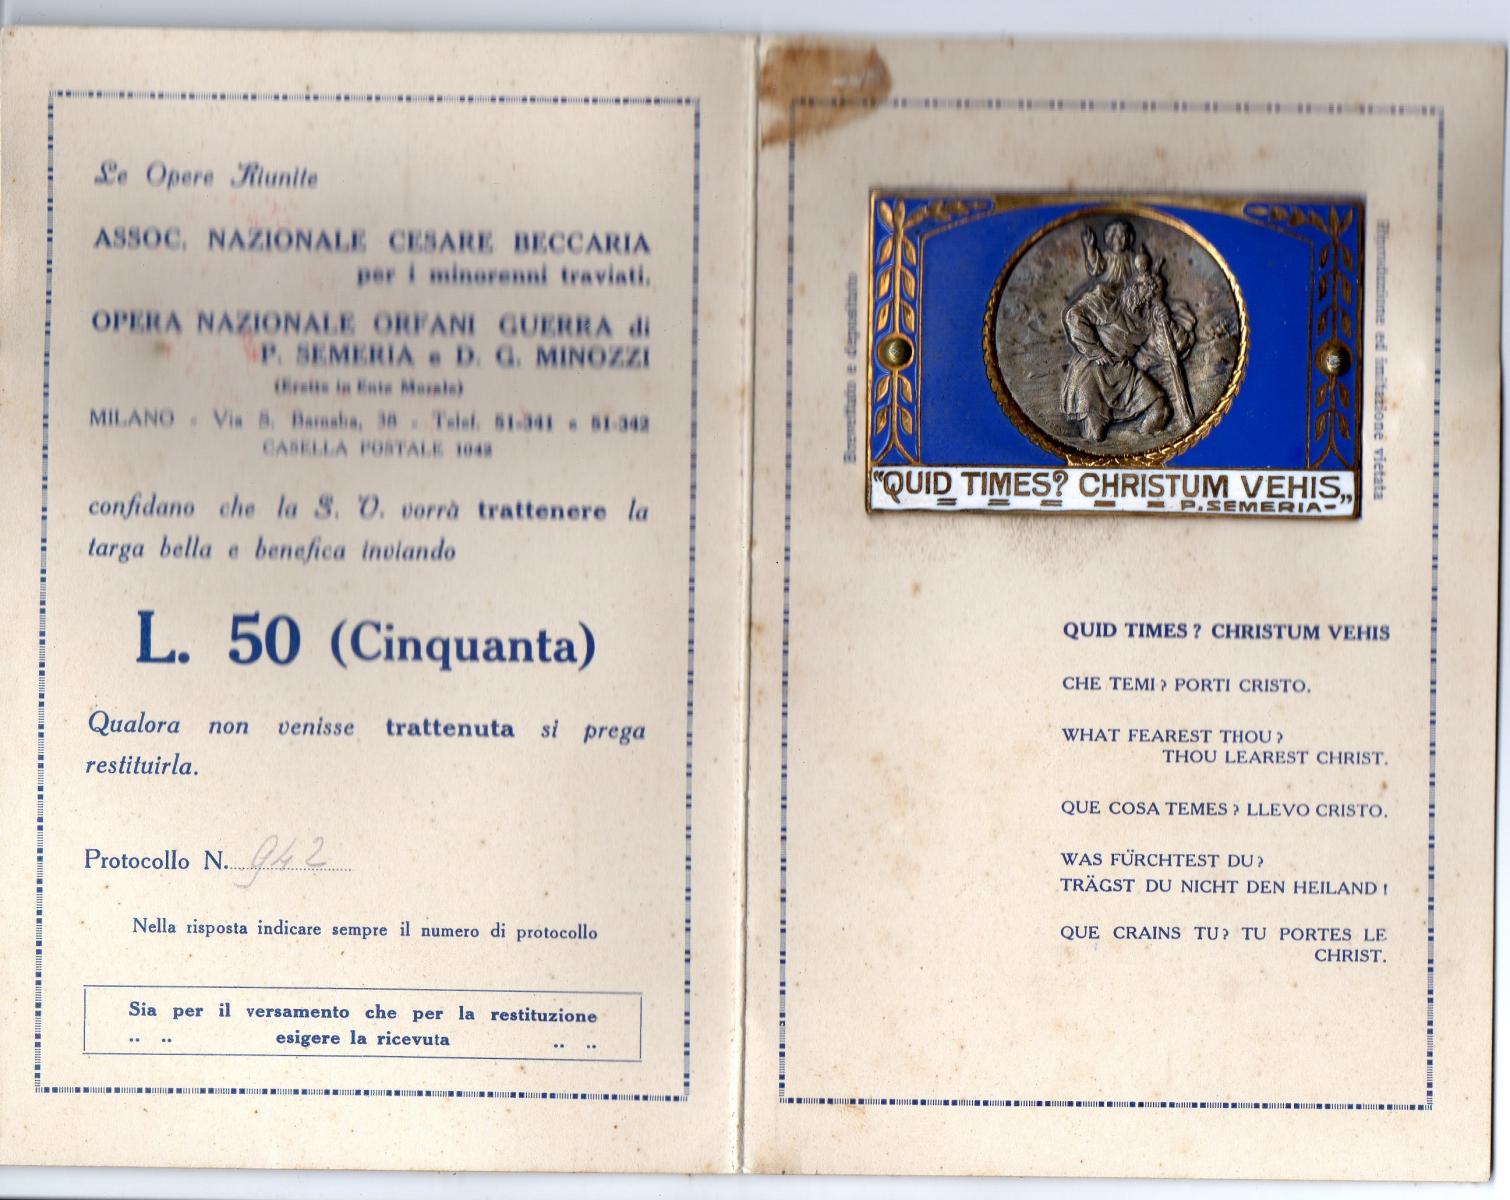 Le Opere Riunite
ASSOC. NAZIONALE CESARE BECCARIA
per i minorenni traviati.
OPERA NAZIONALE ORFANI GUERRA di
P. SEMERIA e D. G. MINOZZI
(Eretto in Ente Morale)
MILANO - Via S. Barnaba, 38 - Telef. 51-341 e 51-342
CASELLA POSTALE 1042
confidano che la S. V. vorrà trattenere la
targa bella e benefica inviando
L. 50 (Cinquanta)
Qualora non venisse trattenuta si prega
restituirla.
Protocollo N. 942
Nella risposta indicare sempre il numero di protocollo
Sia per il versamento che per la restituzione
.. .. esigere la ricevuta .. ..
Brevettato e depositato
"QUID TIMES? CHRISTUM VEHIS„
P. SEMERIA-
Riproduzione ed imitazione vietata
QUID TIMES? CHRISTUM VEHIS
CHE TEMI? PORTI CRISTO.
WHAT FEAREST THOU?
THOU LEAREST CHRIST.
QUE COSA TEMES? LLEVO CRISTO.
WAS FÜRCHTEST DU?
TRÄGST DU NICHT DEN HEILAND!
QUE CRAINS TU? TU PORTES LE
CHRIST.